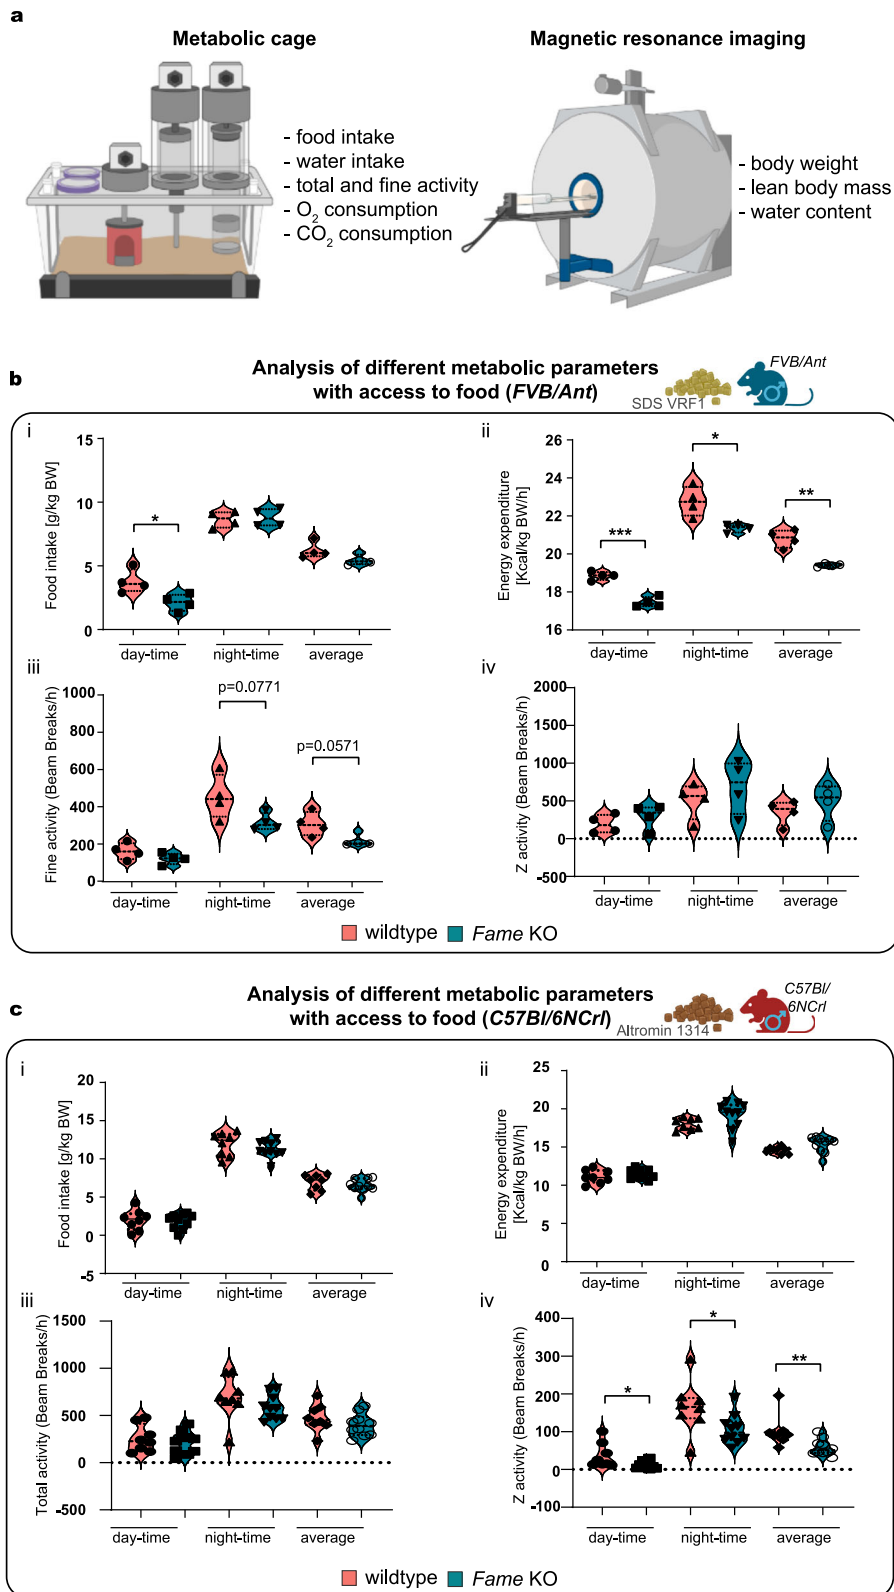 a
Metabolic cage
- food intake
- water intake
- total and fine activity
- O2 consumption
- CO2 consumption
Magnetic resonance imaging
- body weight
- lean body mass
- water content
b
Analysis of different metabolic parameters
with access to food (FVB/Ant)
SDS VRF1
FVB/Ant
i
Food intake [g/kg BW]
15
10
5
0
day-time
night-time
average
*
ii
Energy expenditure
[Kcal/kg BW/h]
26
24
22
20
18
16
day-time
night-time
average
***
*
**
iii
Fine activity (Beam Breaks/h)
1000
800
600
400
200
0
p=0.0771
p=0.0571
day-time
night-time
average
iv
Z activity (Beam Breaks/h)
2000
1500
1000
500
0
-500
day-time
night-time
average
wildtype
Fame KO
c
Analysis of different metabolic parameters
with access to food (C57Bl/6NCrl)
Altromin 1314
C57Bl/
6NCrl
i
Food intake [g/kg BW]
20
15
10
5
0
-5
day-time
night-time
average
ii
Energy expenditure
[Kcal/kg BW/h]
25
20
15
10
5
0
day-time
night-time
average
iii
Total activity (Beam Breaks/h)
1500
1000
500
0
-500
day-time
night-time
average
iv
Z activity (Beam Breaks/h)
400
300
200
100
0
-100
*
*
**
day-time
night-time
average
wildtype
Fame KO